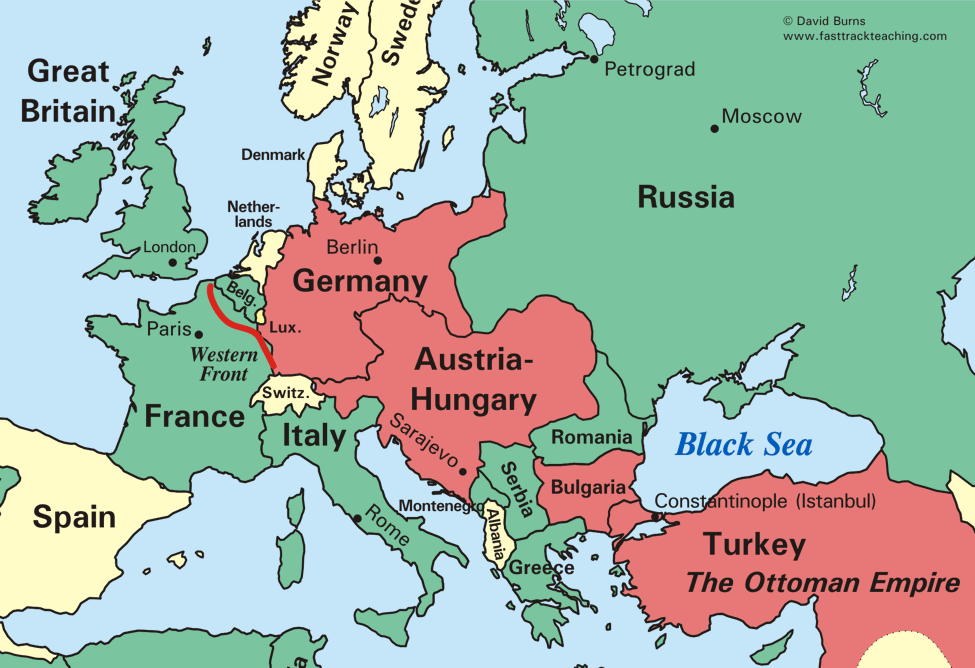 © David Burns
www.fasttrackteaching.com
Norway
Swede
Great
Britain
Petrograd
Moscow
Denmark
Russia
Nether-
lands
London
Berlin
Germany
Belg.
Paris
Lux.
Western
Front
Austria-
Hungary
Switz.
France
Italy
Sarajevo
Romania
Black Sea
Serbia
Bulgaria
Montenegro
Constantinople (Istanbul)
Spain
Rome
Albania
Turkey
Greece
The Ottoman Empire